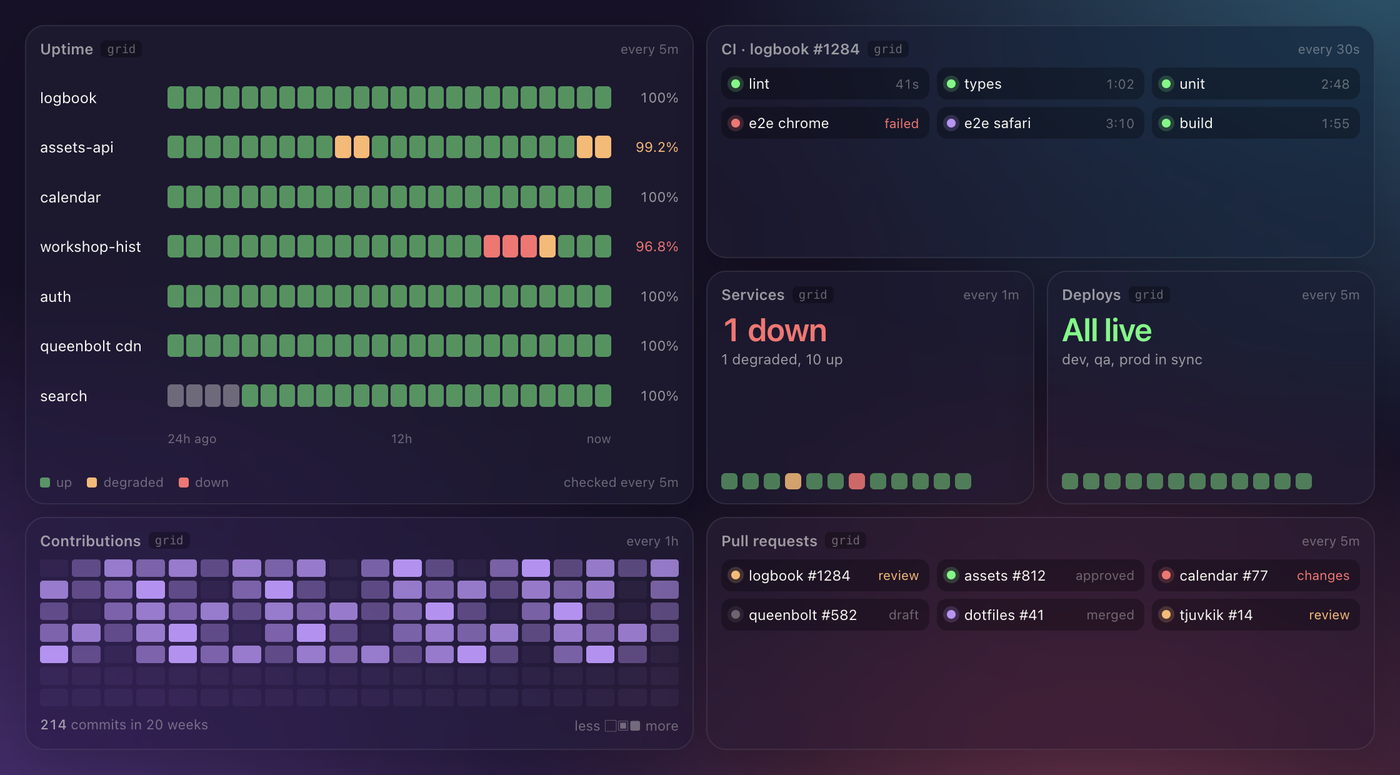 Uptime grid every 5m
logbook 100%
assets-api 99.2%
calendar 100%
workshop-hist 96.8%
auth 100%
queenbolt cdn 100%
search 100%
24h ago 12h now
up degraded down checked every 5m
CI · logbook #1284 grid every 30s
lint 41s types 1:02 unit 2:48
e2e chrome failed e2e safari 3:10 build 1:55
Services grid every 1m
1 down
1 degraded, 10 up
Deploys grid every 5m
All live
dev, qa, prod in sync
Contributions grid every 1h
214 commits in 20 weeks less more
Pull requests grid every 5m
logbook #1284 review assets #812 approved calendar #77 changes
queenbolt #582 draft dotfiles #41 merged tjuvkik #14 review